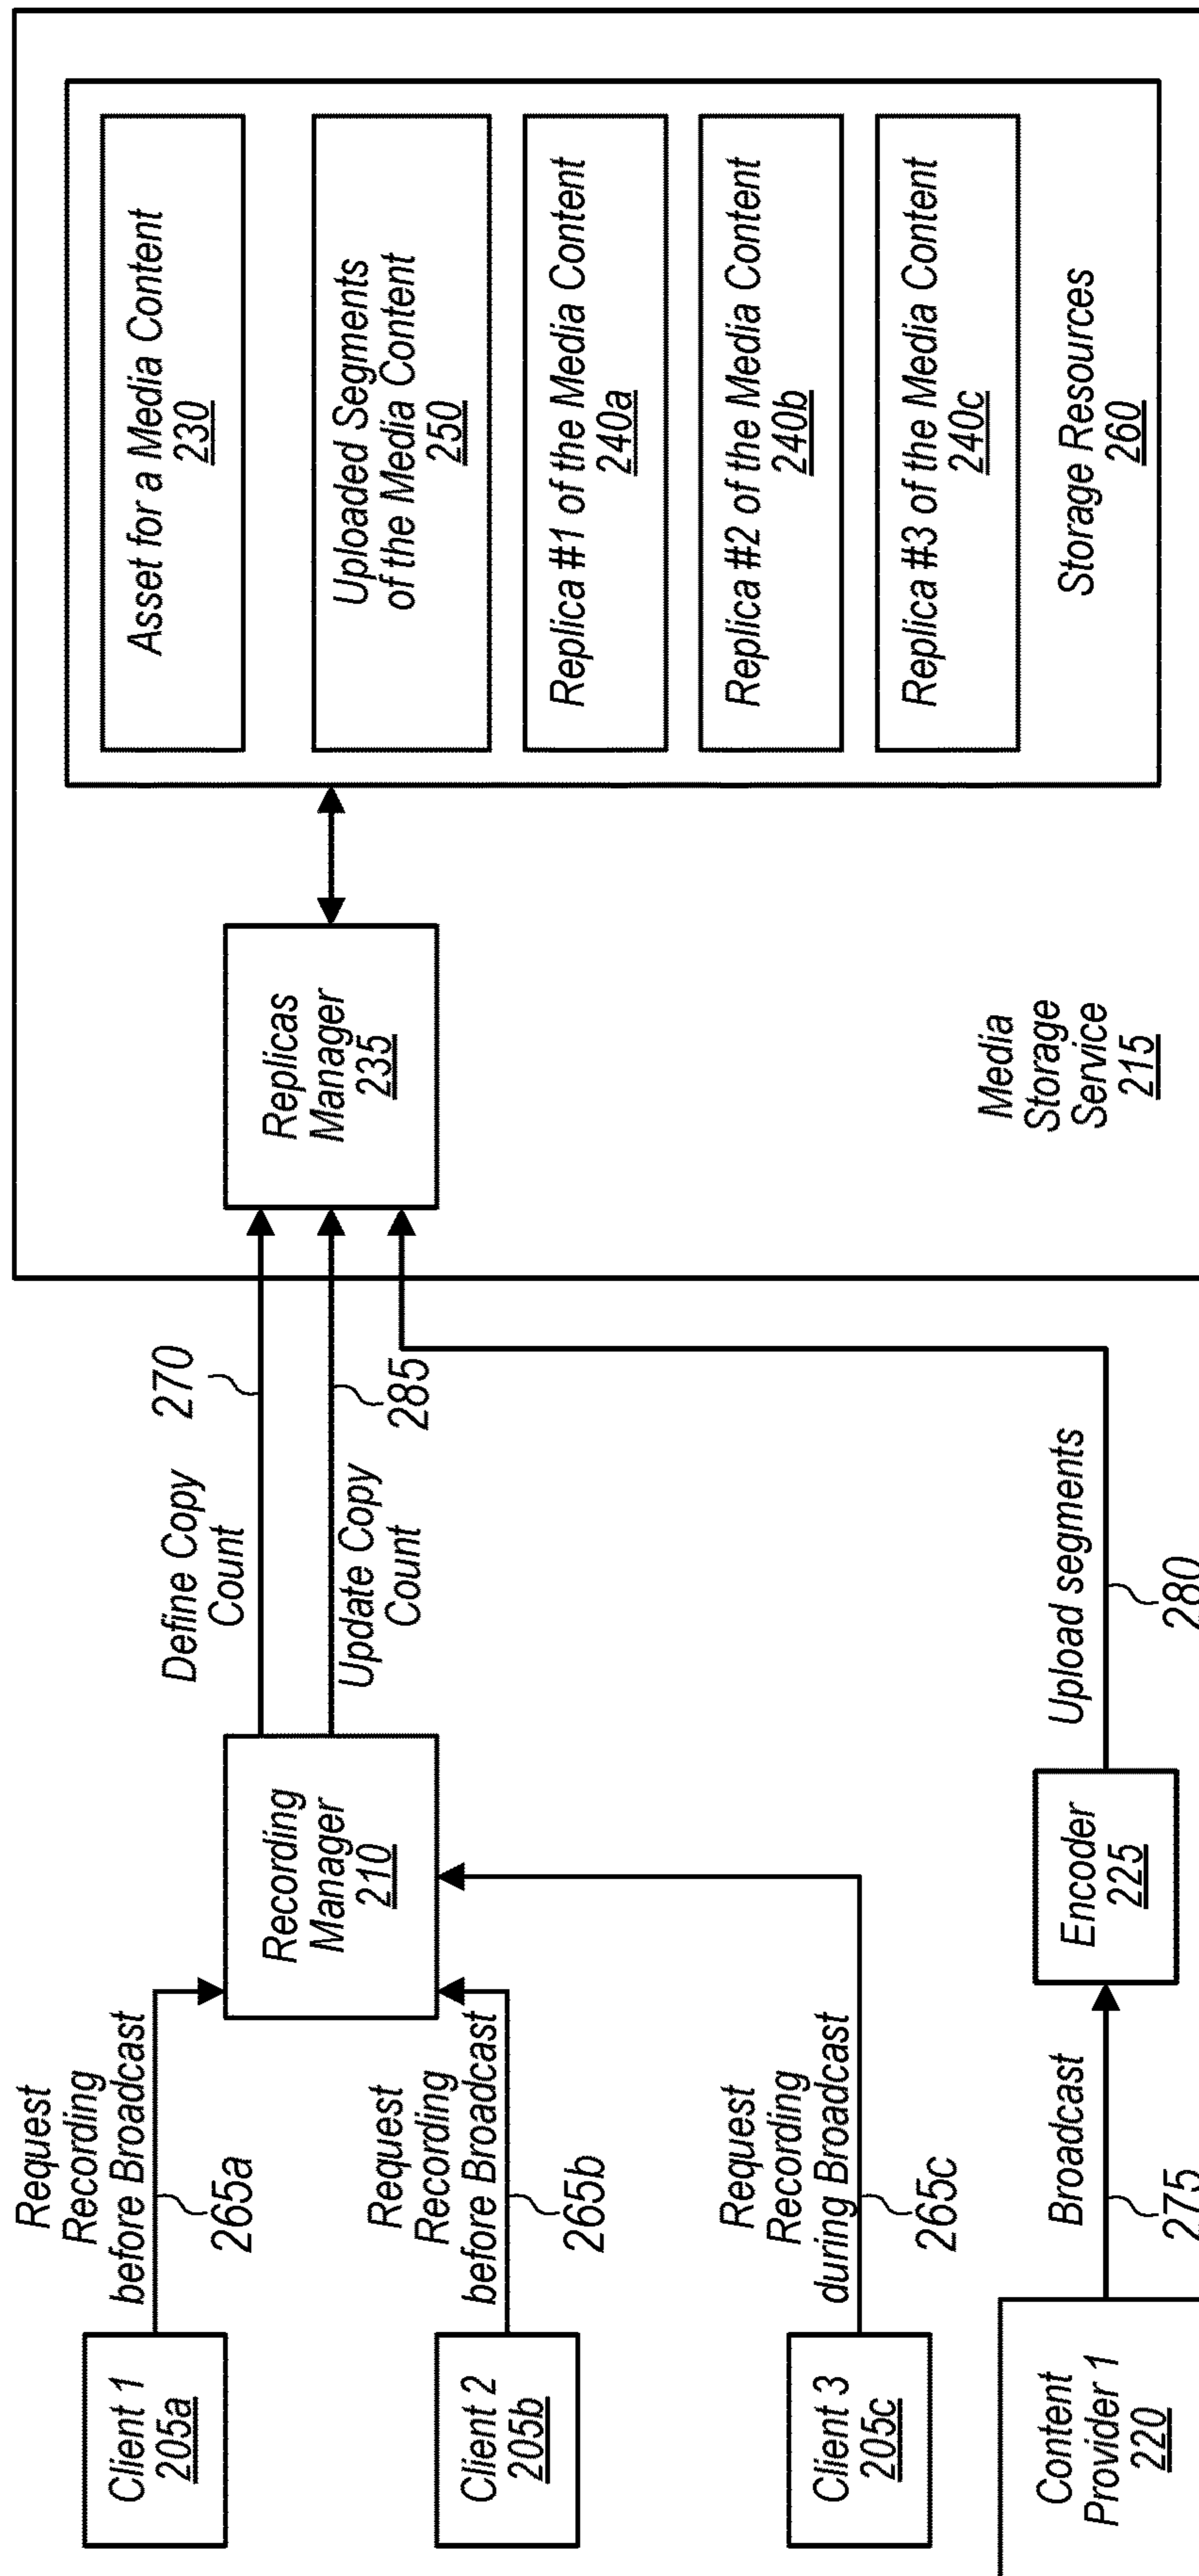 Client 1
205a
Request
Recording
before Broadcast
265a
Client 2
205b
Request
Recording
before Broadcast
265b
Client 3
205c
Request
Recording
during Broadcast
265c
Content
Provider 1
220
Broadcast
275
Encoder
225
Upload segments
280
Recording
Manager
210
Define Copy
Count
270
Update Copy
Count
285
Replicas
Manager
235
Media
Storage
Service
215
Asset for a Media Content
230
Uploaded Segments
of the Media Content
250
Replica #1 of the Media Content
240a
Replica #2 of the Media Content
240b
Replica #3 of the Media Content
240c
Storage Resources
260